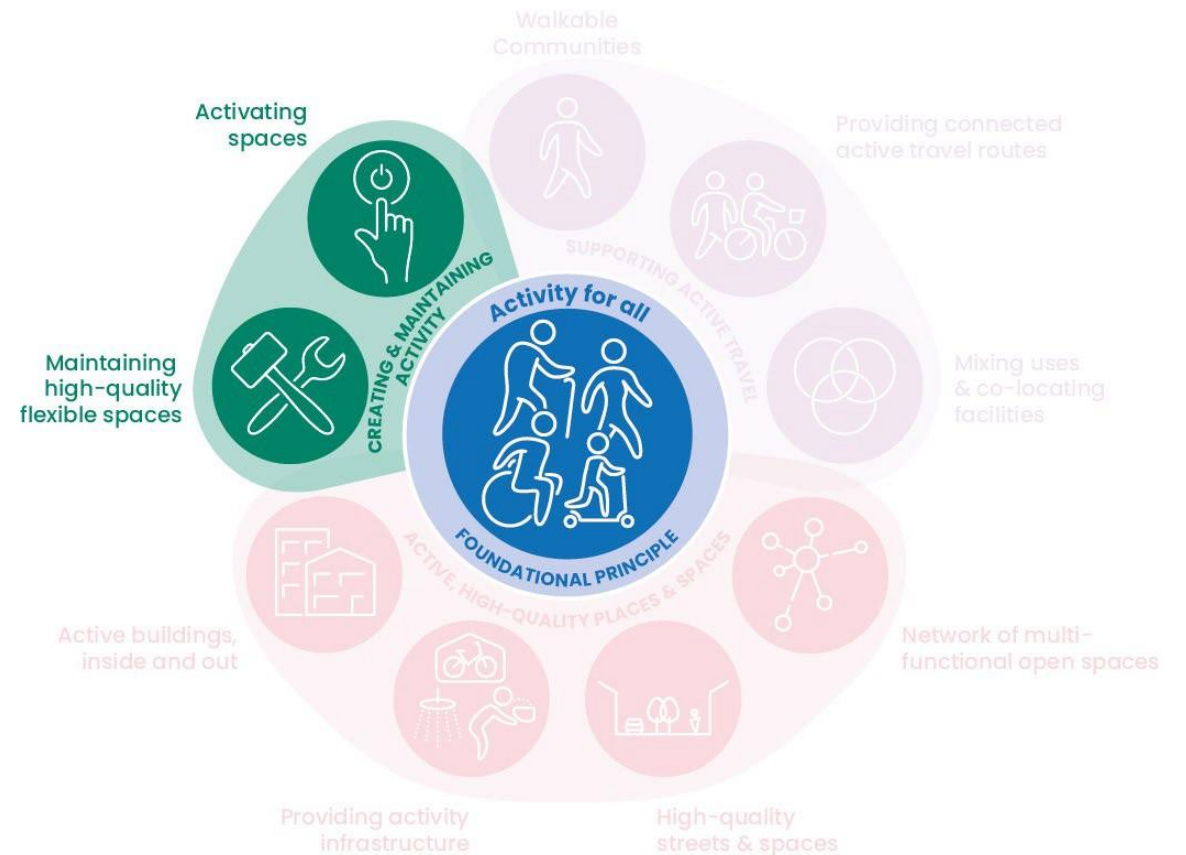 Walkable
Communities
Activating
spaces
Providing connected
active travel routes
SUPPORTING ACTIVE TRAVEL
CREATING & MAINTAINING
ACTIVITY
Activity for all
Maintaining
high-quality
flexible spaces
Mixing uses
& co-locating
facilities
FOUNDATIONAL PRINCIPLE
ACTIVE, HIGH-QUALITY PLACES & SPACES
Active buildings,
inside and out
Network of multi-
functional open spaces
Providing activity
infrastructure
High-quality
streets & spaces